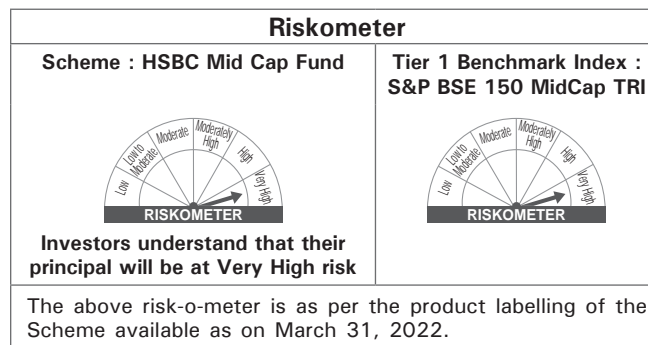 Riskometer
Scheme : HSBC Mid Cap Fund
Low
Low to
Moderate
Moderate
Moderately
High
High
Very High
RISKOMETER
Investors understand that their
principal will be at Very High risk
Tier 1 Benchmark Index :
S&P BSE 150 MidCap TRI
Low
Low to
Moderate
Moderate
Moderately
High
High
Very High
RISKOMETER
The above risk-o-meter is as per the product labelling of the
Scheme available as on March 31, 2022.